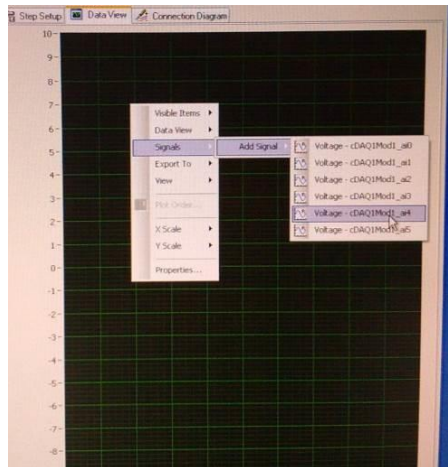 Step Setup Data View Connection Diagram
10
9
8
7
6
5
4
3
2
1
0
-1
-2
-3
-4
-5
-6
-7
-8
Visible Items
Data View
Signals
Export To
View
Plot Order...
X Scale
Y Scale
Properties...
Add Signal
Voltage - cDAQ1Mod1_ai0
Voltage - cDAQ1Mod1_ai1
Voltage - cDAQ1Mod1_ai2
Voltage - cDAQ1Mod1_ai3
Voltage - cDAQ1Mod1_ai4
Voltage - cDAQ1Mod1_ai5